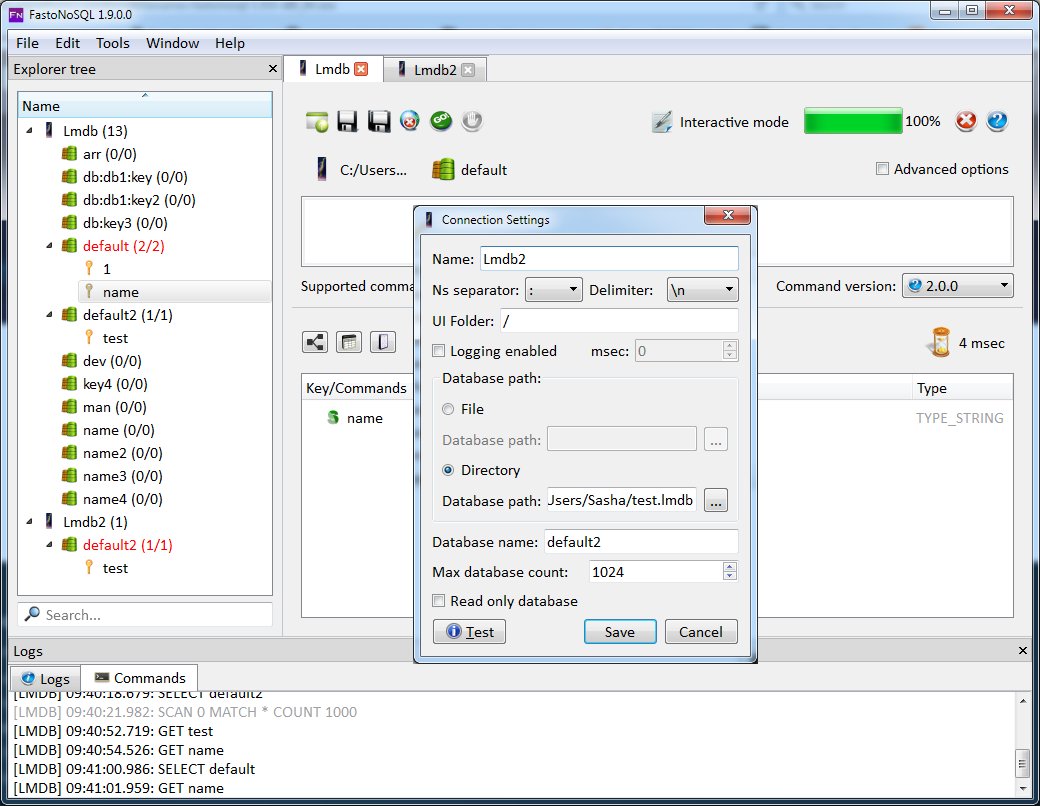 FastoNoSQL 1.9.0.0
File Edit Tools Window Help
Explorer tree
Name
Lmdb (13)
arr (0/0)
db:db1:key (0/0)
db:db1:key2 (0/0)
db:key3 (0/0)
default (2/2)
1
name
default2 (1/1)
test
dev (0/0)
key4 (0/0)
man (0/0)
name (0/0)
name2 (0/0)
name3 (0/0)
name4 (0/0)
Lmdb2 (1)
default2 (1/1)
test
Search...
Lmdb Lmdb2
GO!
Interactive mode 100%
C:/Users... default
Advanced options
Supported comma
Command version: 2.0.0
4 msec
Key/Commands Type
name TYPE_STRING
Connection Settings
Name: Lmdb2
Ns separator: : Delimiter: \n
UI Folder: /
Logging enabled msec: 0
Database path:
File
Database path: ...
Directory
Database path: Users/Sasha/test.lmdb ...
Database name: default2
Max database count: 1024
Read only database
Test Save Cancel
Logs
Logs Commands
[LMDB] 09:40:18.679: SELECT default2
[LMDB] 09:40:21.982: SCAN 0 MATCH * COUNT 1000
[LMDB] 09:40:52.719: GET test
[LMDB] 09:40:54.526: GET name
[LMDB] 09:41:00.986: SELECT default
[LMDB] 09:41:01.959: GET name